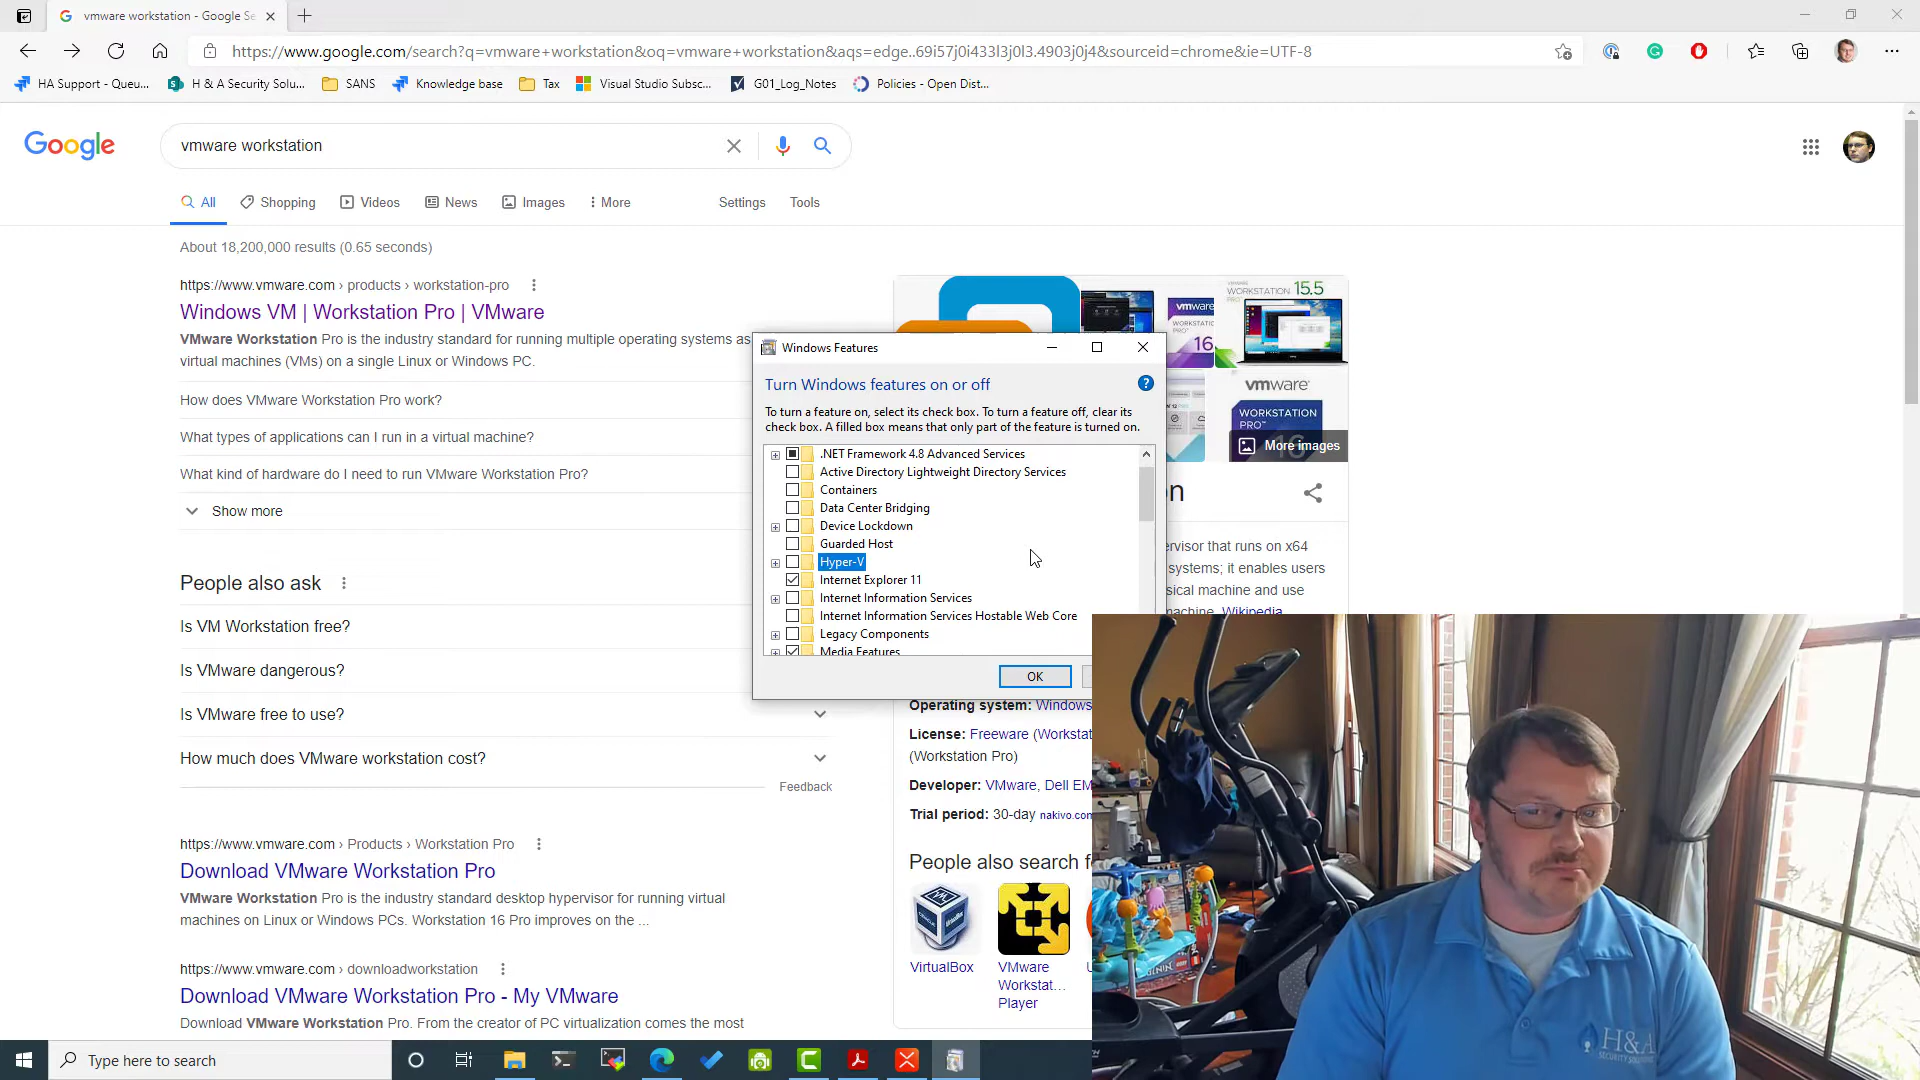 vmware workstation - Google Se
https://www.google.com/search?q=vmware+workstation&oq=vmware+workstation&aqs=edge..69i57j0i433l3j0l3.4903j0j4&sourceid=chrome&ie=UTF-8
HA Support - Queu... H & A Security Solu... SANS Knowledge base Tax Visual Studio Subsc... G01_Log_Notes Policies - Open Dist...
Google
vmware workstation
All Shopping Videos News Images More Settings Tools
About 18,200,000 results (0.65 seconds)
https://www.vmware.com › products › workstation-pro
Windows VM | Workstation Pro | VMware
VMware Workstation Pro is the industry standard for running multiple operating systems as
virtual machines (VMs) on a single Linux or Windows PC.
How does VMware Workstation Pro work?
What types of applications can I run in a virtual machine?
What kind of hardware do I need to run VMware Workstation Pro?
Show more
People also ask
Is VM Workstation free?
Is VMware dangerous?
Is VMware free to use?
How much does VMware workstation cost?
Feedback
https://www.vmware.com › Products › Workstation Pro
Download VMware Workstation Pro
VMware Workstation Pro is the industry standard desktop hypervisor for running virtual
machines on Linux or Windows PCs. Workstation 16 Pro improves on the ...
https://www.vmware.com › downloadworkstation
Download VMware Workstation Pro - My VMware
Download VMware Workstation Pro. From the creator of PC virtualization comes the most
Windows Features
Turn Windows features on or off
To turn a feature on, select its check box. To turn a feature off, clear its
check box. A filled box means that only part of the feature is turned on.
.NET Framework 4.8 Advanced Services
Active Directory Lightweight Directory Services
Containers
Data Center Bridging
Device Lockdown
Guarded Host
Hyper-V
Internet Explorer 11
Internet Information Services
Internet Information Services Hostable Web Core
Legacy Components
Media Features
OK
vmware
WORKSTATION
16
WORKSTATION 15.5
PRO
vmware
WORKSTATION
PRO
16
More images
on
rvisor that runs on x64
systems; it enables users
sical machine and use
machine. Wikipedia
Operating system: Windows
License: Freeware (Workstat
(Workstation Pro)
Developer: VMware, Dell EM
Trial period: 30-day nakivo.com
People also search f
VirtualBox
VMware
Workstat...
Player
H&A
SECURITY SOLUTIONS
Type here to search